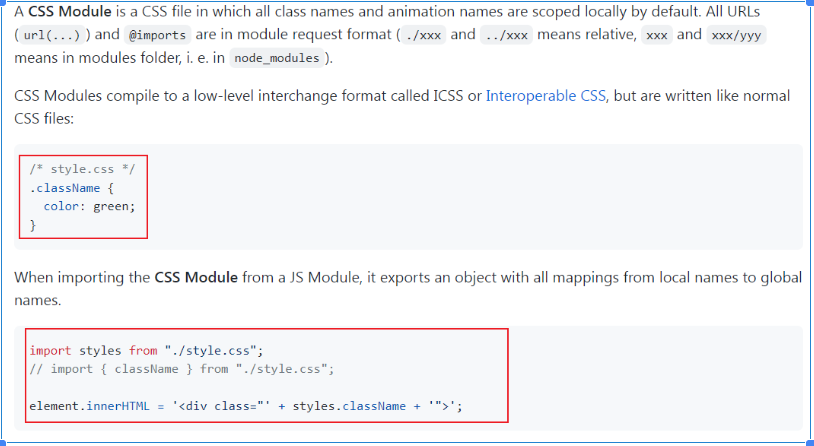 A CSS Module is a CSS file in which all class names and animation names are scoped locally by default. All URLs
( url(...) ) and @imports are in module request format ( ./xxx and ../xxx means relative, xxx and xxx/yyy
means in modules folder, i. e. in node_modules ).
CSS Modules compile to a low-level interchange format called ICSS or Interoperable CSS, but are written like normal
CSS files:
/* style.css */
.className {
  color: green;
}
When importing the CSS Module from a JS Module, it exports an object with all mappings from local names to global
names.
import styles from "./style.css";
// import { className } from "./style.css";
element.innerHTML = '<div class="' + styles.className + '">';